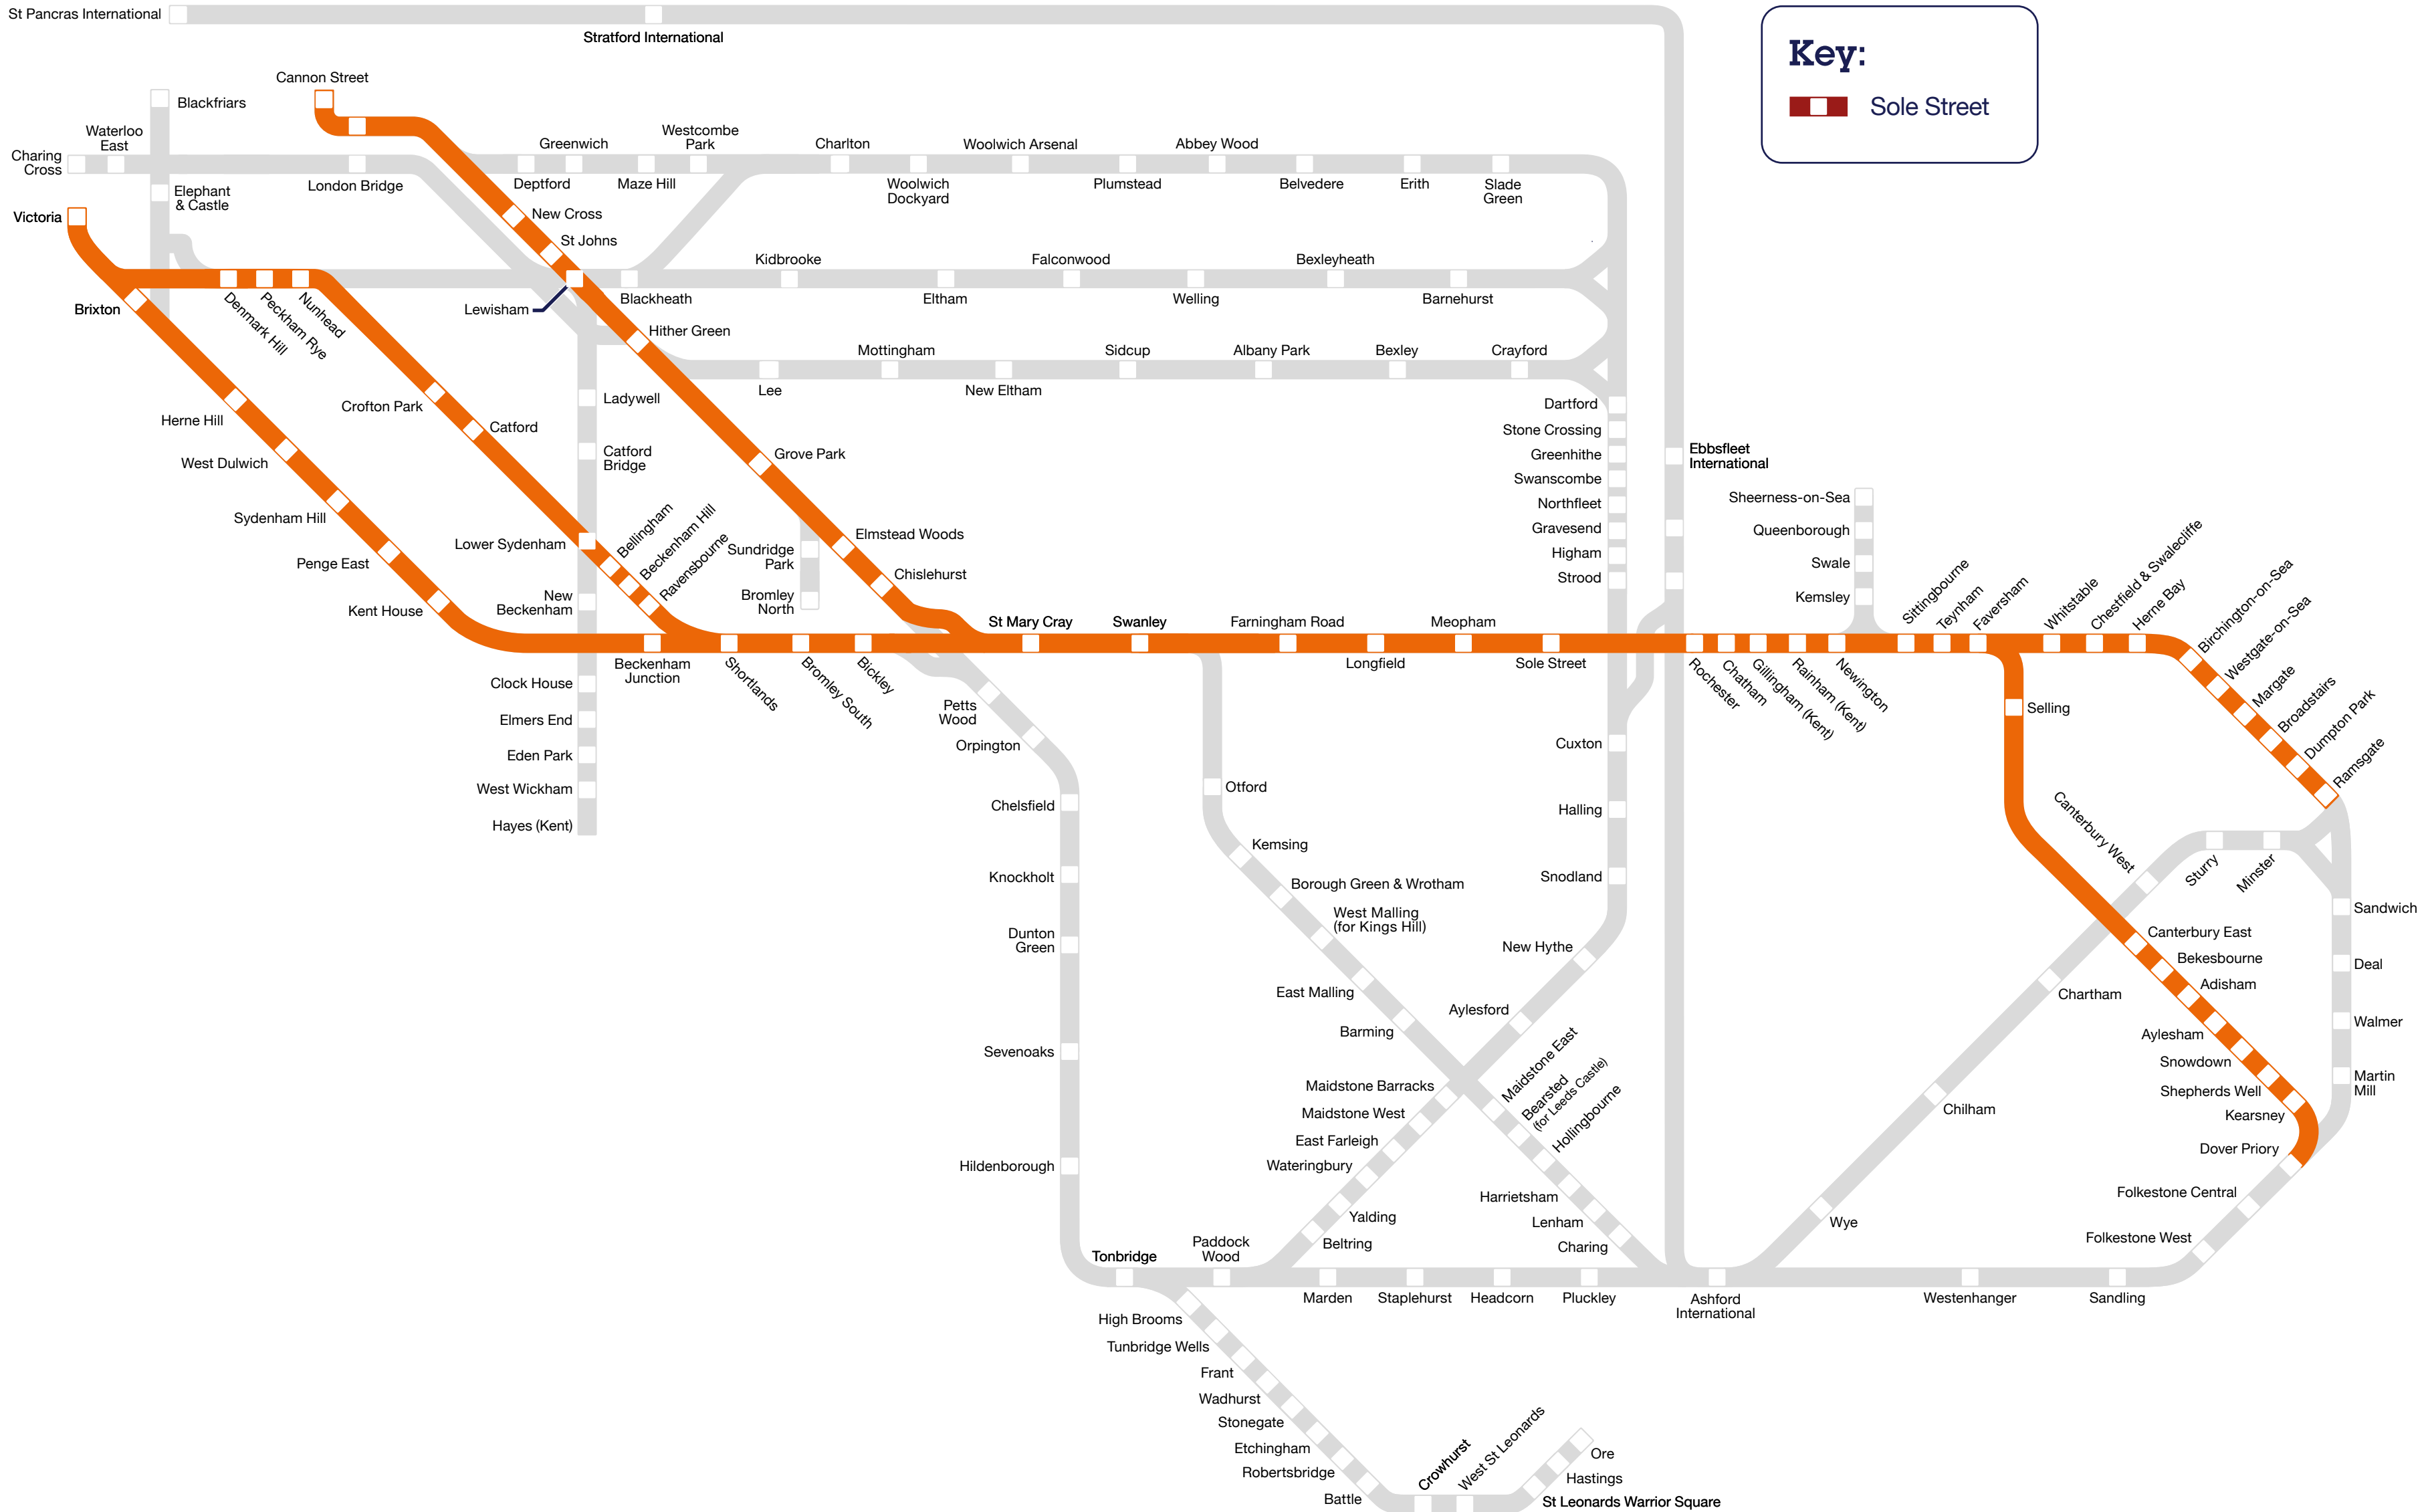 St Pancras International
Stratford International
Key:
Sole Street
Cannon Street
Blackfriars
Waterloo
East
Charing
Cross
Elephant
& Castle
London Bridge
Victoria
Deptford
Greenwich
Maze Hill
Westcombe
Park
Charlton
Woolwich
Dockyard
Woolwich Arsenal
Plumstead
Abbey Wood
Belvedere
Erith
Slade
Green
New Cross
St Johns
Lewisham
Blackheath
Kidbrooke
Eltham
Falconwood
Welling
Bexleyheath
Barnehurst
Brixton
Denmark Hill
Peckham Rye
Nunhead
Hither Green
Lee
Mottingham
New Eltham
Sidcup
Albany Park
Bexley
Crayford
Herne Hill
West Dulwich
Sydenham Hill
Penge East
Kent House
Crofton Park
Catford
Ladywell
Catford
Bridge
Lower Sydenham
Bellingham
Beckenham Hill
Ravensbourne
New
Beckenham
Grove Park
Sundridge
Park
Bromley
North
Elmstead Woods
Chislehurst
Dartford
Stone Crossing
Greenhithe
Swanscombe
Northfleet
Gravesend
Higham
Strood
Ebbsfleet
International
Sheerness-on-Sea
Queenborough
Swale
Kemsley
Beckenham
Junction
Shortlands
Bromley South
Bickley
St Mary Cray
Swanley
Farningham Road
Longfield
Meopham
Sole Street
Rochester
Chatham
Gillingham (Kent)
Rainham (Kent)
Newington
Sittingbourne
Teynham
Faversham
Whitstable
Chestfield & Swalecliffe
Herne Bay
Birchington-on-Sea
Westgate-on-Sea
Margate
Broadstairs
Dumpton Park
Ramsgate
Clock House
Elmers End
Eden Park
West Wickham
Hayes (Kent)
Petts
Wood
Orpington
Chelsfield
Knockholt
Dunton
Green
Sevenoaks
Hildenborough
Otford
Kemsing
Borough Green & Wrotham
West Malling
(for Kings Hill)
East Malling
Barming
Maidstone East
Bearsted
(for Leeds Castle)
Hollingbourne
Harrietsham
Lenham
Charing
Cuxton
Halling
Snodland
New Hythe
Aylesford
Maidstone Barracks
Maidstone West
East Farleigh
Wateringbury
Yalding
Beltring
Selling
Canterbury West
Sturry
Minster
Canterbury East
Bekesbourne
Adisham
Aylesham
Snowdown
Shepherds Well
Kearsney
Dover Priory
Sandwich
Deal
Walmer
Martin
Mill
Chartham
Chilham
Wye
Folkestone Central
Folkestone West
Tonbridge
Paddock
Wood
Marden
Staplehurst
Headcorn
Pluckley
Ashford
International
Westenhanger
Sandling
High Brooms
Tunbridge Wells
Frant
Wadhurst
Stonegate
Etchingham
Robertsbridge
Battle
Crowhurst
West St Leonards
Ore
Hastings
St Leonards Warrior Square